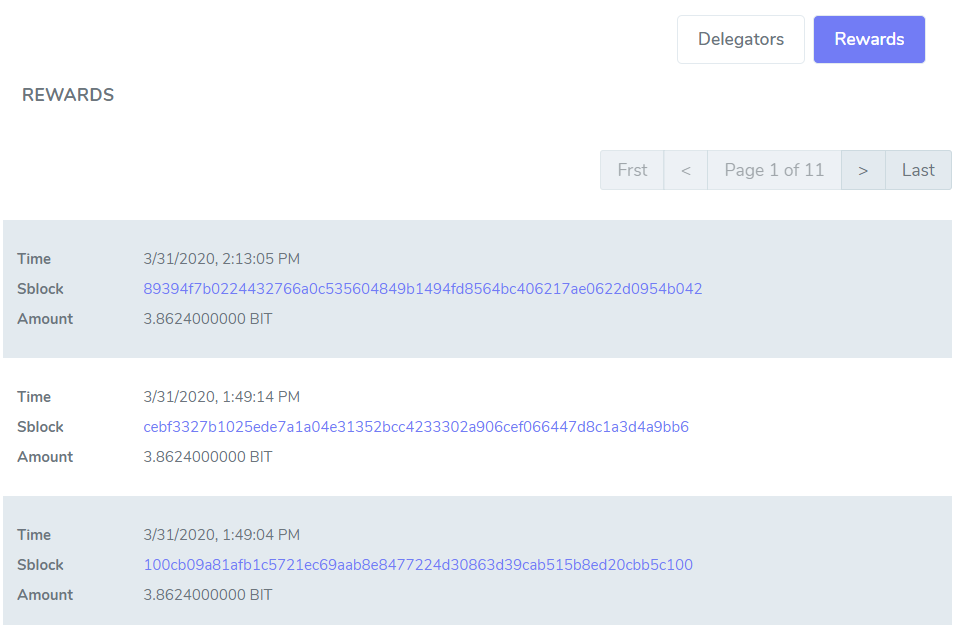 Delegators Rewards
REWARDS
Frst < Page 1 of 11 > Last
Time 3/31/2020, 2:13:05 PM
Sblock 89394f7b0224432766a0c535604849b1494fd8564bc406217ae0622d0954b042
Amount 3.8624000000 BIT
Time 3/31/2020, 1:49:14 PM
Sblock cebf3327b1025ede7a1a04e31352bcc4233302a906cef066447d8c1a3d4a9bb6
Amount 3.8624000000 BIT
Time 3/31/2020, 1:49:04 PM
Sblock 100cb09a81afb1c5721ec69aab8e8477224d30863d39cab515b8ed20cbb5c100
Amount 3.8624000000 BIT